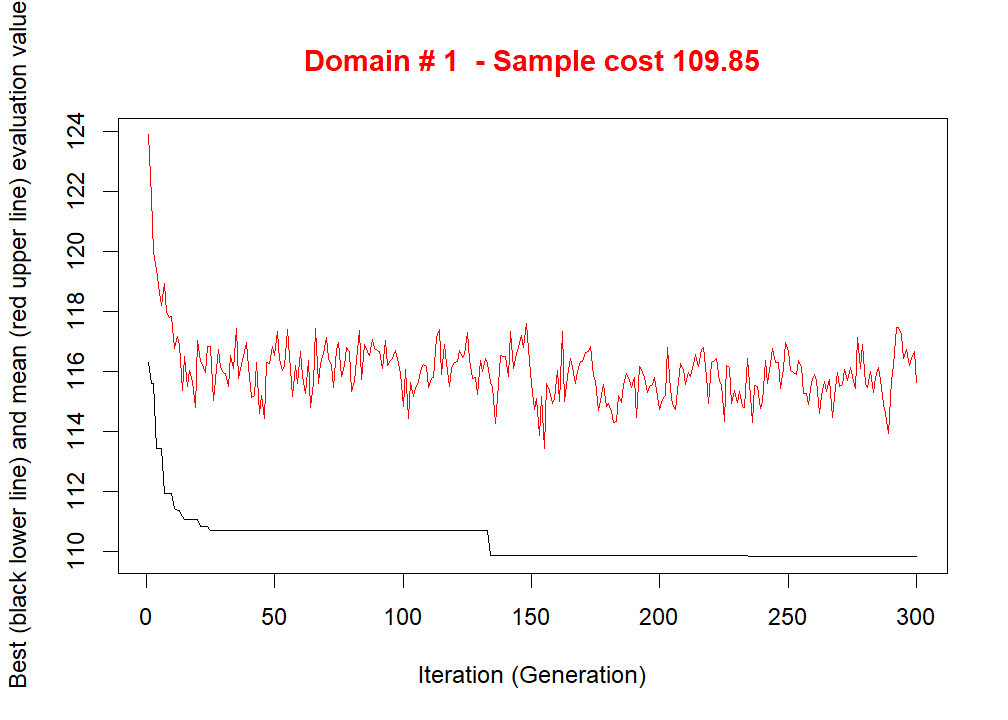 Domain # 1  - Sample cost 109.85
Best (black lower line) and mean (red upper line) evaluation value
124
122
120
118
116
114
112
110
0 50 100 150 200 250 300
Iteration (Generation)